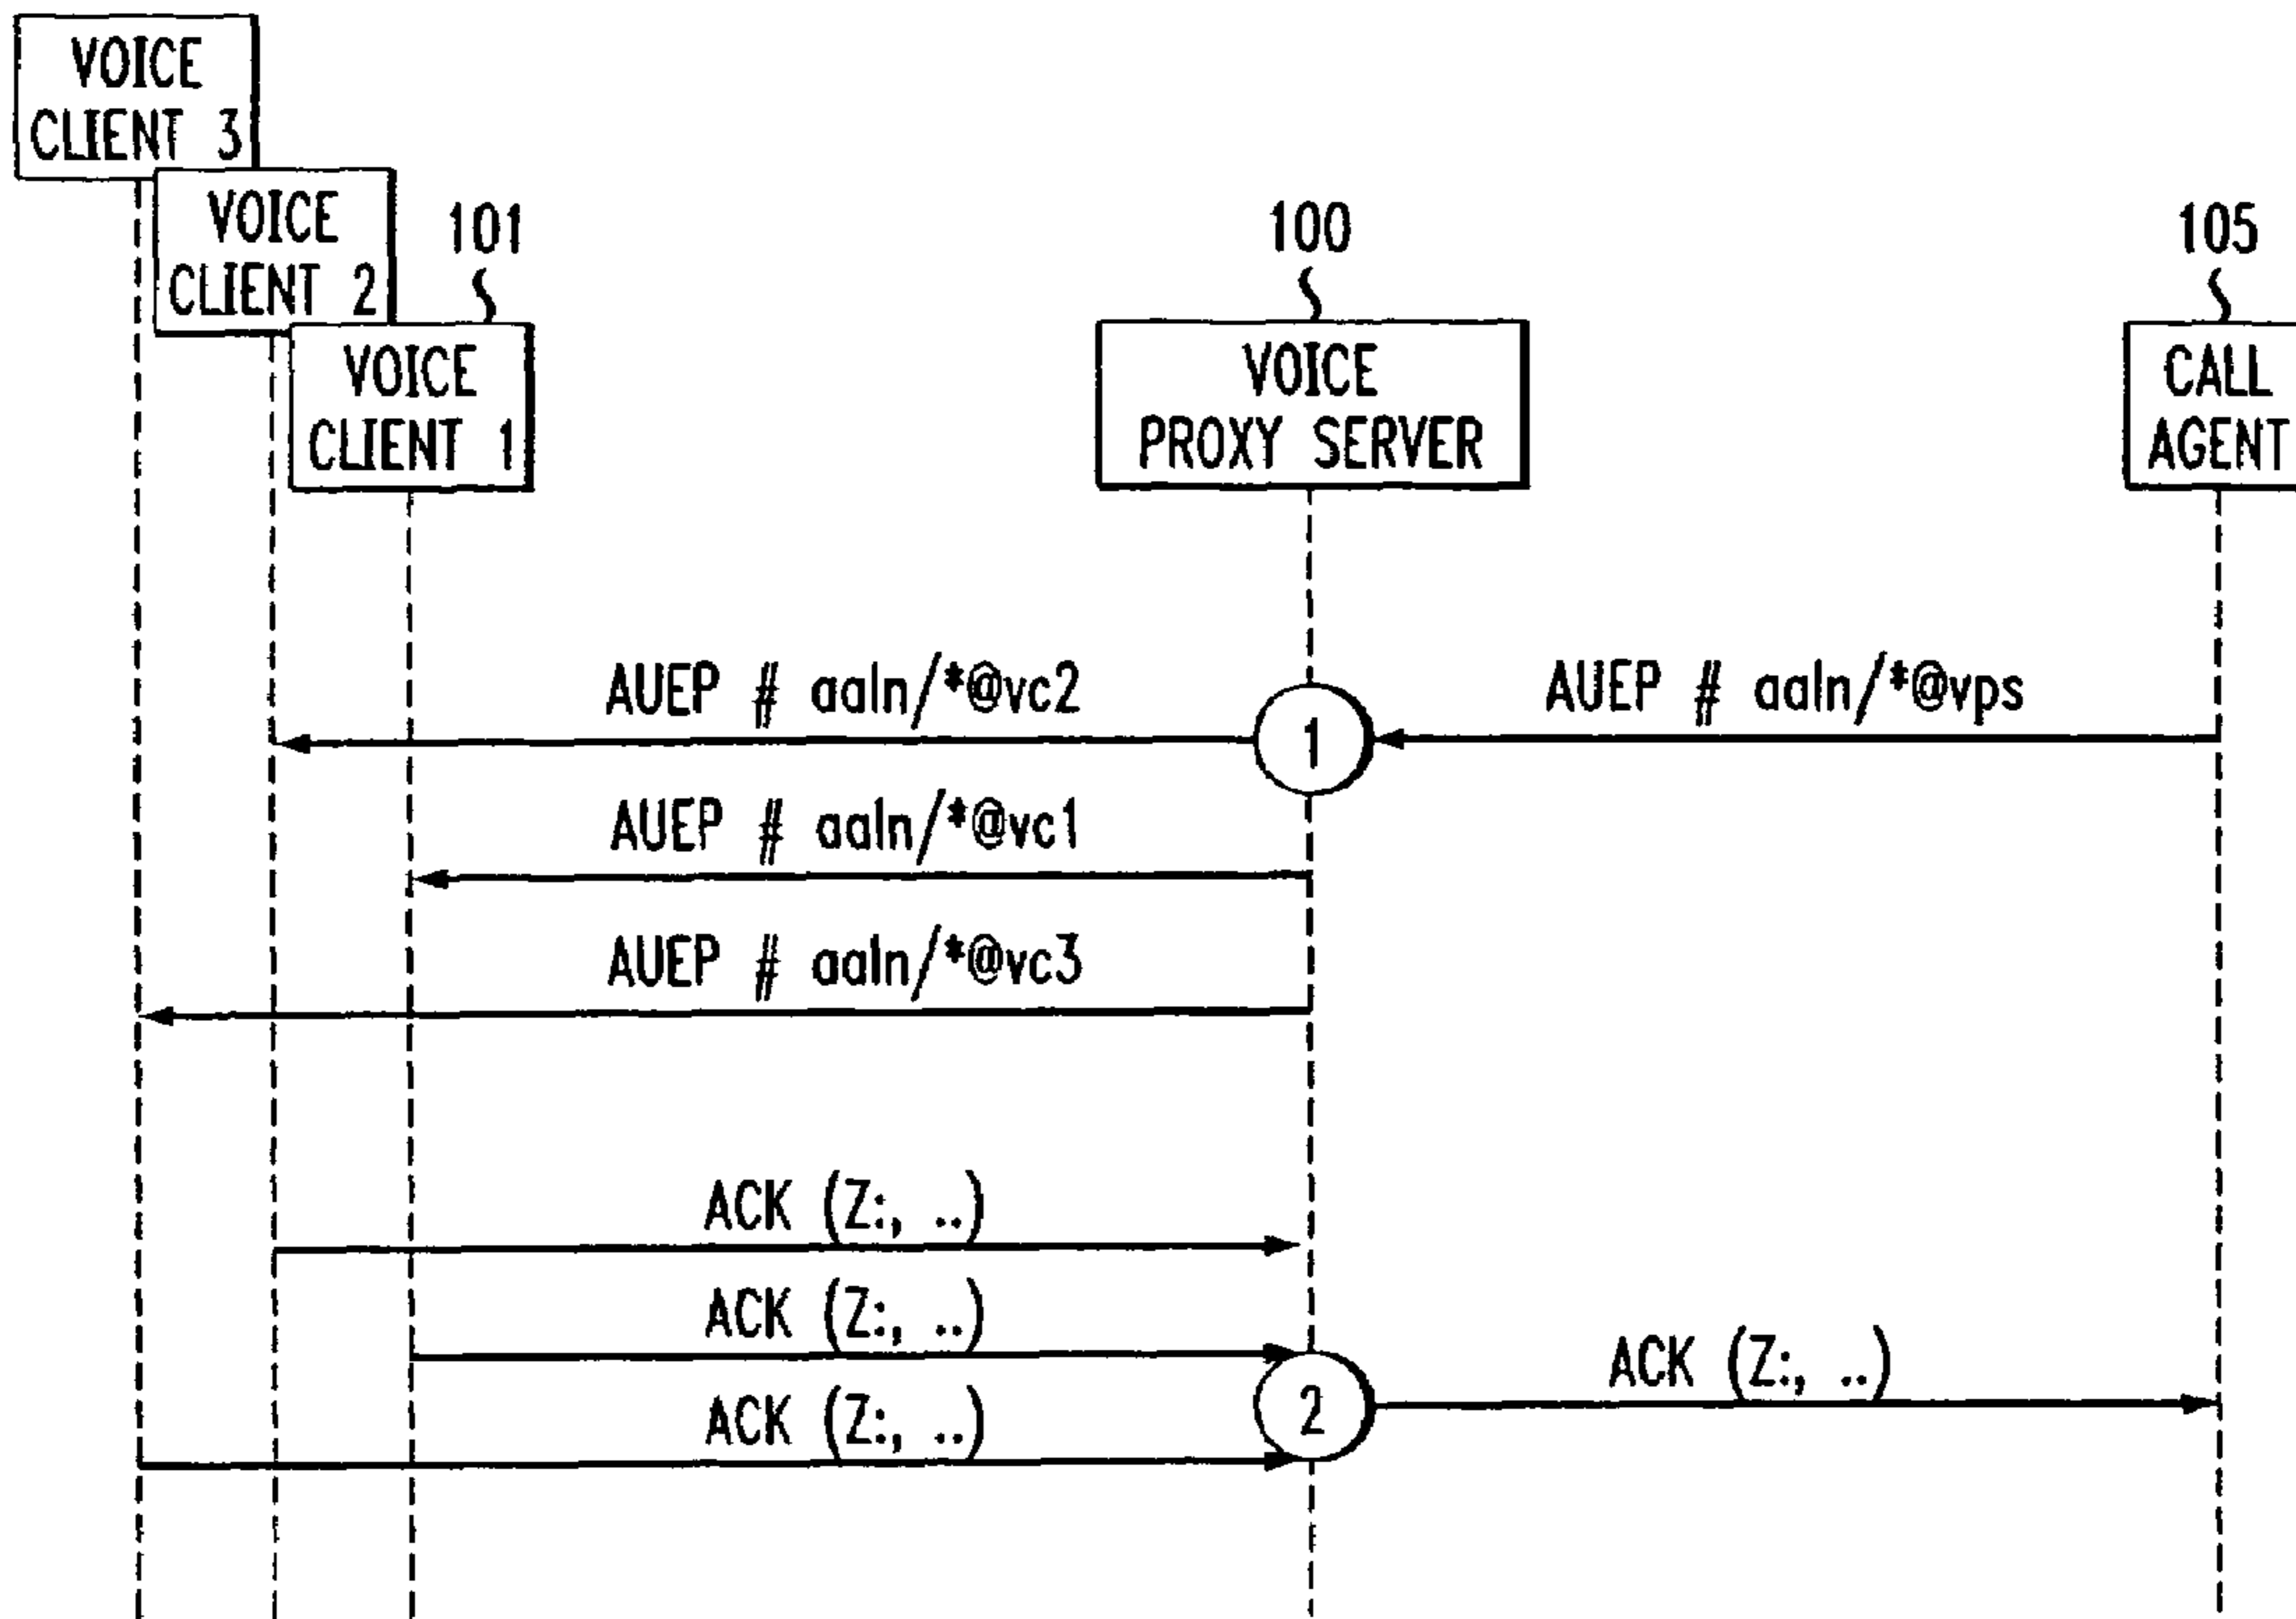 VOICE
CLIENT 3
VOICE
CLIENT 2
101
100
105
VOICE
CLIENT 1
VOICE
PROXY SERVER
CALL
AGENT
AUEP # aaln/*@vc2
AUEP # aaln/*@vps
1
AUEP # aaln/*@vc1
AUEP # aaln/*@vc3
ACK (Z:, ..)
ACK (Z:, ..)
ACK (Z:, ..)
2
ACK (Z:, ..)